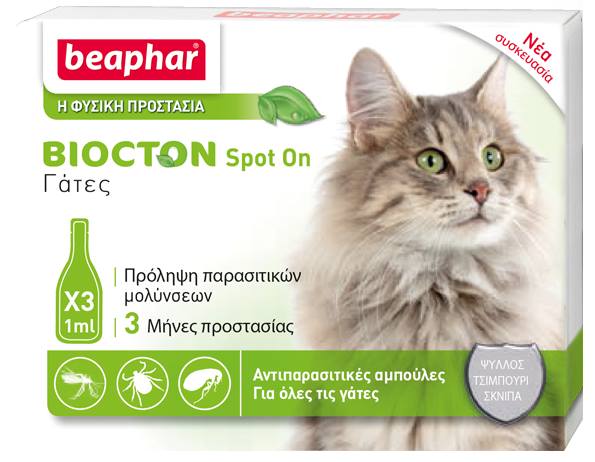 beaphar
Η ΦΥΣΙΚΗ ΠΡΟΣΤΑΣΙΑ
Νέα
συσκευασία
BIOCTON Spot On
Γάτες
X3
1ml
Πρόληψη παρασιτικών
μολύνσεων
3 Μήνες προστασίας
Αντιπαρασιτικές αμπούλες
Για όλες τις γάτες
ΨΥΛΛΟΣ
ΤΣΙΜΠΟΥΡΙ
ΣΚΝΙΠΑ